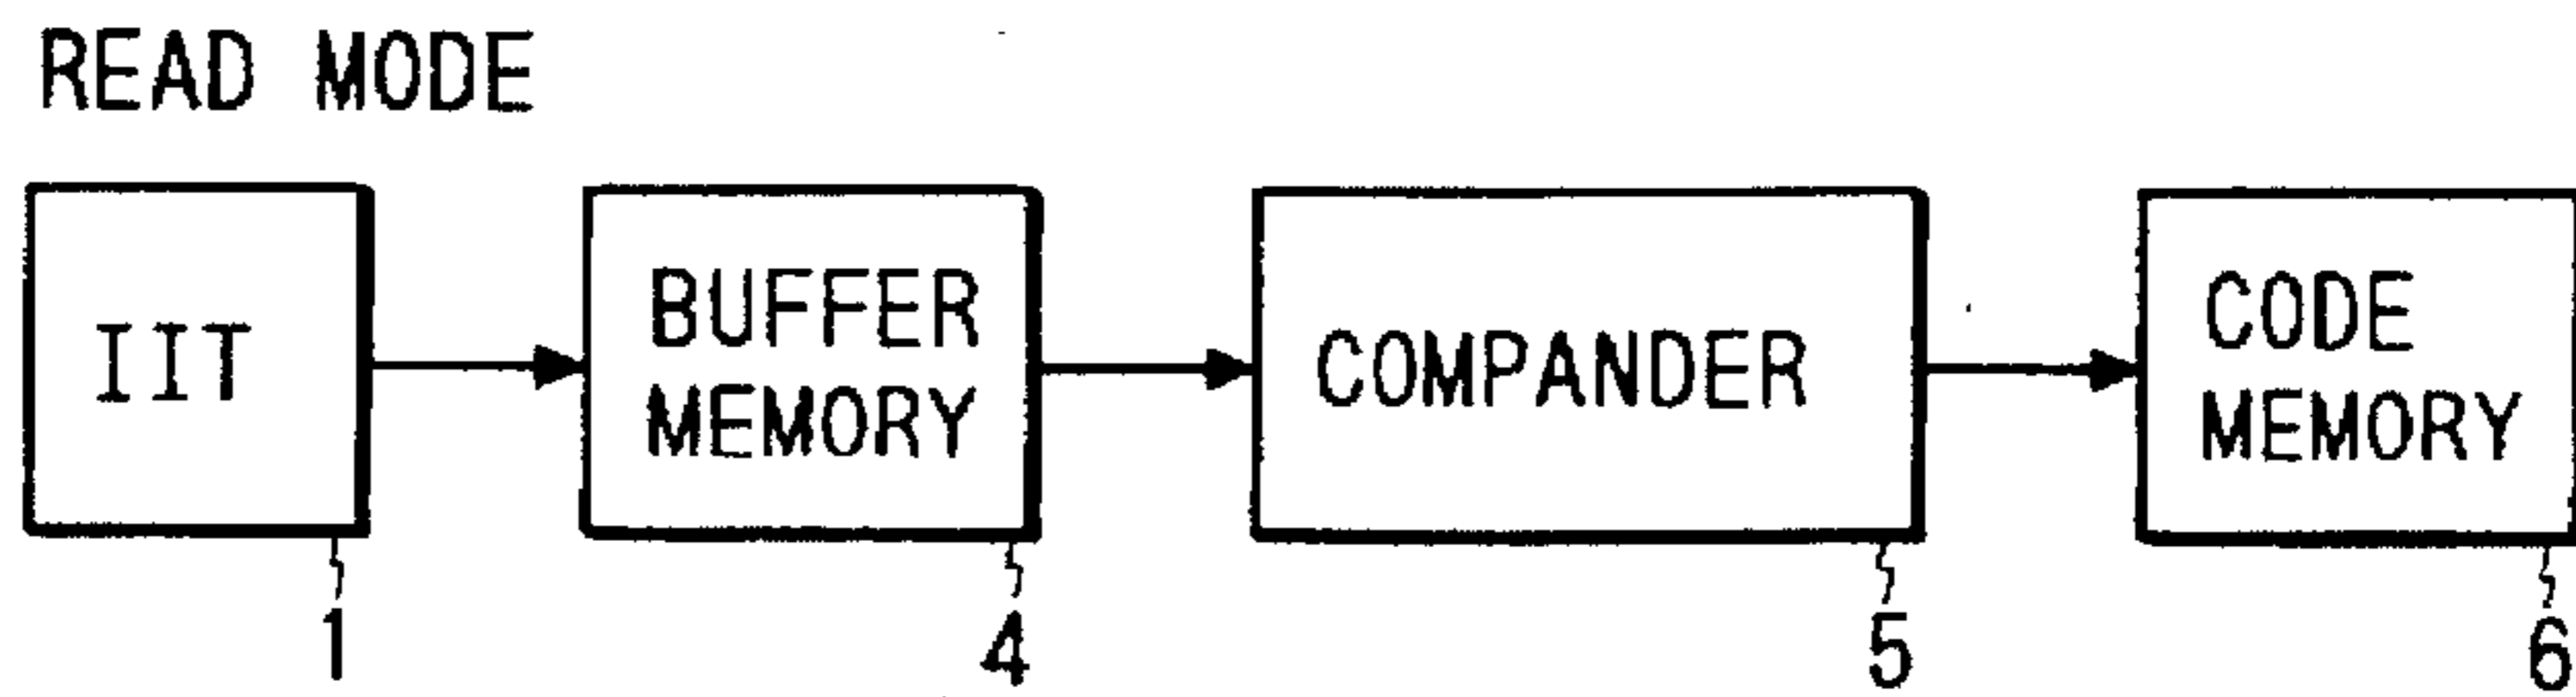 READ MODE
IIT
BUFFER
MEMORY
COMPANDER
CODE
MEMORY
1
4
5
6